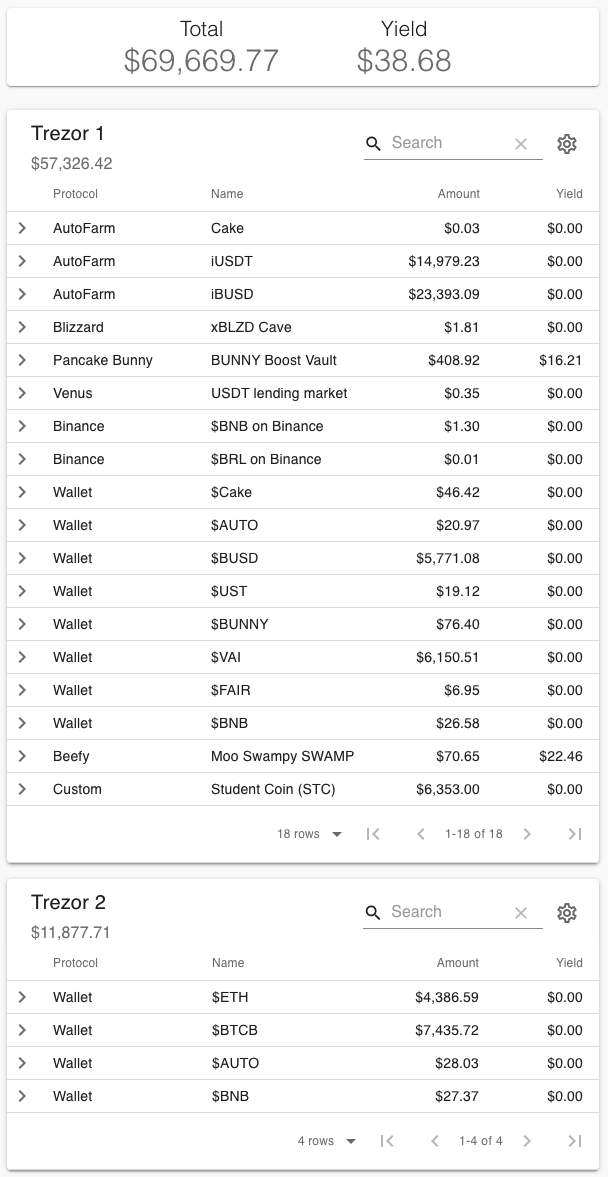 Total Yield
$69,669.77 $38.68
Trezor 1
$57,326.42
Search
Protocol Name Amount Yield
AutoFarm Cake $0.03 $0.00
AutoFarm iUSDT $14,979.23 $0.00
AutoFarm iBUSD $23,393.09 $0.00
Blizzard xBLZD Cave $1.81 $0.00
Pancake Bunny BUNNY Boost Vault $408.92 $16.21
Venus USDT lending market $0.35 $0.00
Binance $BNB on Binance $1.30 $0.00
Binance $BRL on Binance $0.01 $0.00
Wallet $Cake $46.42 $0.00
Wallet $AUTO $20.97 $0.00
Wallet $BUSD $5,771.08 $0.00
Wallet $UST $19.12 $0.00
Wallet $BUNNY $76.40 $0.00
Wallet $VAI $6,150.51 $0.00
Wallet $FAIR $6.95 $0.00
Wallet $BNB $26.58 $0.00
Beefy Moo Swampy SWAMP $70.65 $22.46
Custom Student Coin (STC) $6,353.00 $0.00
18 rows 1-18 of 18
Trezor 2
$11,877.71
Search
Protocol Name Amount Yield
Wallet $ETH $4,386.59 $0.00
Wallet $BTCB $7,435.72 $0.00
Wallet $AUTO $28.03 $0.00
Wallet $BNB $27.37 $0.00
4 rows 1-4 of 4